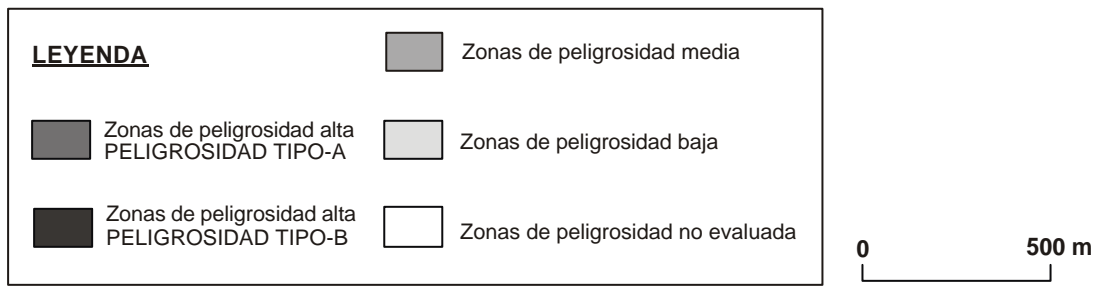 LEYENDA
Zonas de peligrosidad alta
PELIGROSIDAD TIPO-A
Zonas de peligrosidad alta
PELIGROSIDAD TIPO-B
Zonas de peligrosidad media
Zonas de peligrosidad baja
Zonas de peligrosidad no evaluada
0 500 m